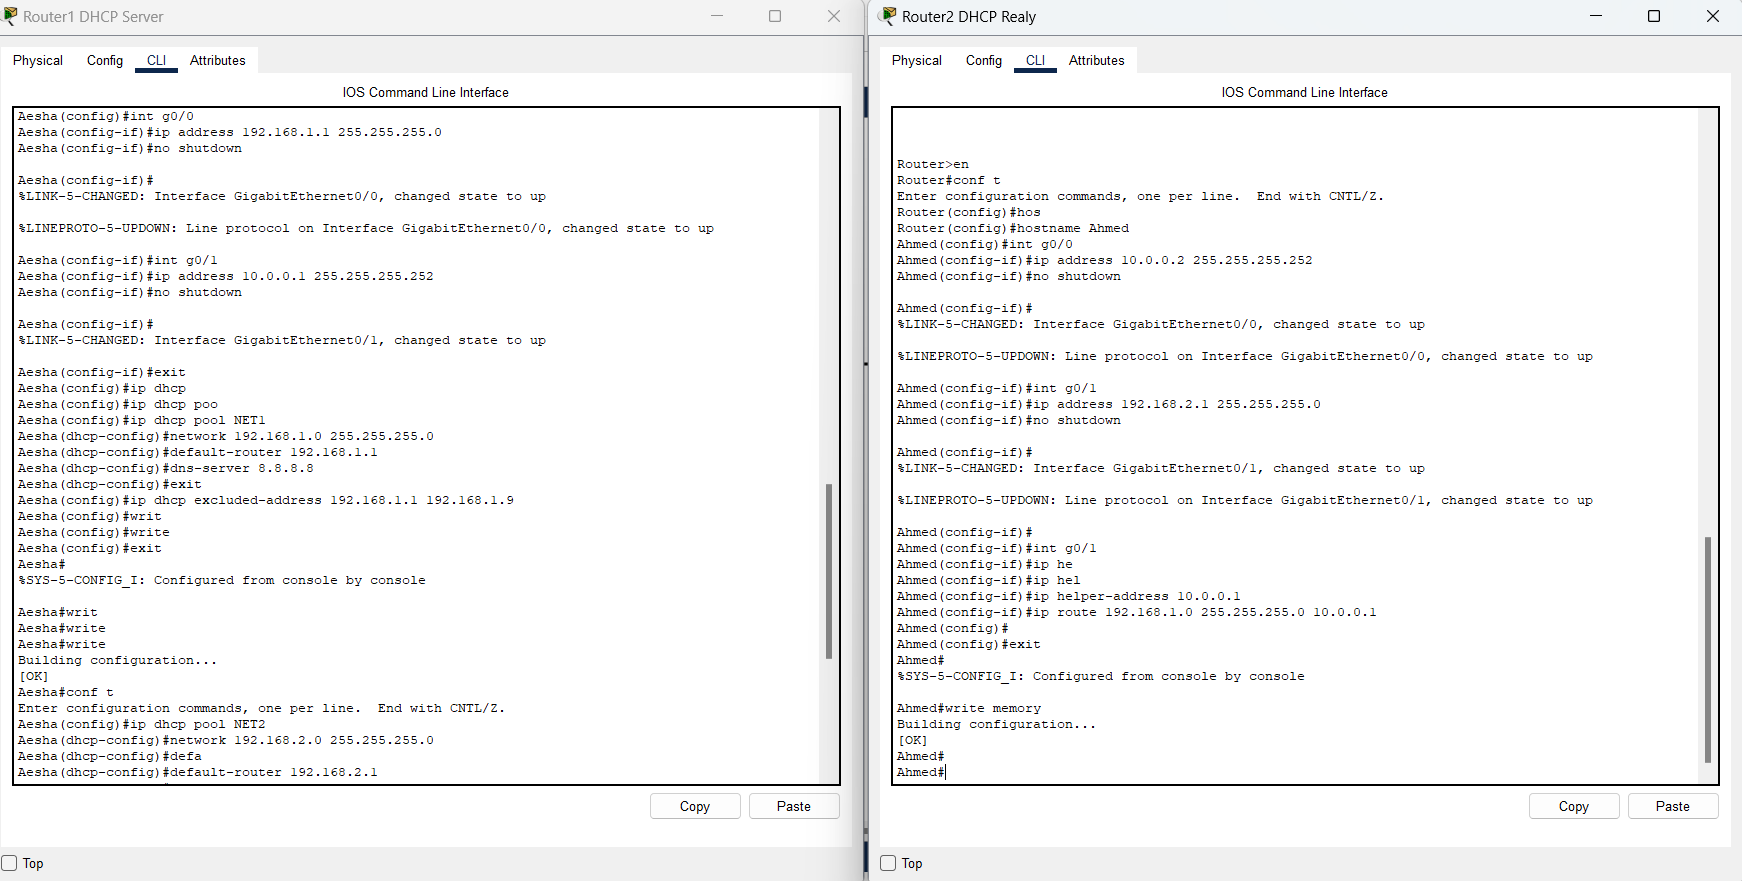 Router1 DHCP Server
Physical Config CLI Attributes
IOS Command Line Interface
Aesha(config)#int g0/0
Aesha(config-if)#ip address 192.168.1.1 255.255.255.0
Aesha(config-if)#no shutdown
Aesha(config-if)#
%LINK-5-CHANGED: Interface GigabitEthernet0/0, changed state to up
%LINEPROTO-5-UPDOWN: Line protocol on Interface GigabitEthernet0/0, changed state to up
Aesha(config-if)#int g0/1
Aesha(config-if)#ip address 10.0.0.1 255.255.255.252
Aesha(config-if)#no shutdown
Aesha(config-if)#
%LINK-5-CHANGED: Interface GigabitEthernet0/1, changed state to up
Aesha(config-if)#exit
Aesha(config)#ip dhcp
Aesha(config)#ip dhcp poo
Aesha(config)#ip dhcp pool NET1
Aesha(dhcp-config)#network 192.168.1.0 255.255.255.0
Aesha(dhcp-config)#default-router 192.168.1.1
Aesha(dhcp-config)#dns-server 8.8.8.8
Aesha(dhcp-config)#exit
Aesha(config)#ip dhcp excluded-address 192.168.1.1 192.168.1.9
Aesha(config)#writ
Aesha(config)#write
Aesha(config)#exit
Aesha#
%SYS-5-CONFIG_I: Configured from console by console
Aesha#writ
Aesha#write
Aesha#write
Building configuration...
[OK]
Aesha#conf t
Enter configuration commands, one per line.  End with CNTL/Z.
Aesha(config)#ip dhcp pool NET2
Aesha(dhcp-config)#network 192.168.2.0 255.255.255.0
Aesha(dhcp-config)#defa
Aesha(dhcp-config)#default-router 192.168.2.1
Copy Paste
Top
Router2 DHCP Realy
Physical Config CLI Attributes
IOS Command Line Interface
Router>en
Router#conf t
Enter configuration commands, one per line.  End with CNTL/Z.
Router(config)#hos
Router(config)#hostname Ahmed
Ahmed(config)#int g0/0
Ahmed(config-if)#ip address 10.0.0.2 255.255.255.252
Ahmed(config-if)#no shutdown
Ahmed(config-if)#
%LINK-5-CHANGED: Interface GigabitEthernet0/0, changed state to up
%LINEPROTO-5-UPDOWN: Line protocol on Interface GigabitEthernet0/0, changed state to up
Ahmed(config-if)#int g0/1
Ahmed(config-if)#ip address 192.168.2.1 255.255.255.0
Ahmed(config-if)#no shutdown
Ahmed(config-if)#
%LINK-5-CHANGED: Interface GigabitEthernet0/1, changed state to up
%LINEPROTO-5-UPDOWN: Line protocol on Interface GigabitEthernet0/1, changed state to up
Ahmed(config-if)#
Ahmed(config-if)#int g0/1
Ahmed(config-if)#ip he
Ahmed(config-if)#ip hel
Ahmed(config-if)#ip helper-address 10.0.0.1
Ahmed(config-if)#ip route 192.168.1.0 255.255.255.0 10.0.0.1
Ahmed(config)#
Ahmed(config)#exit
Ahmed#
%SYS-5-CONFIG_I: Configured from console by console
Ahmed#write memory
Building configuration...
[OK]
Ahmed#
Ahmed#
Copy Paste
Top